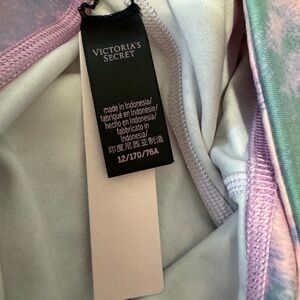 VICTORIA'S
SECRET
made in Indonesia/
fabriqué en Indonésie/
hecho en Indonesia/
fabbricato in
Indonesia/
印度尼西亚制造
12/170/76A